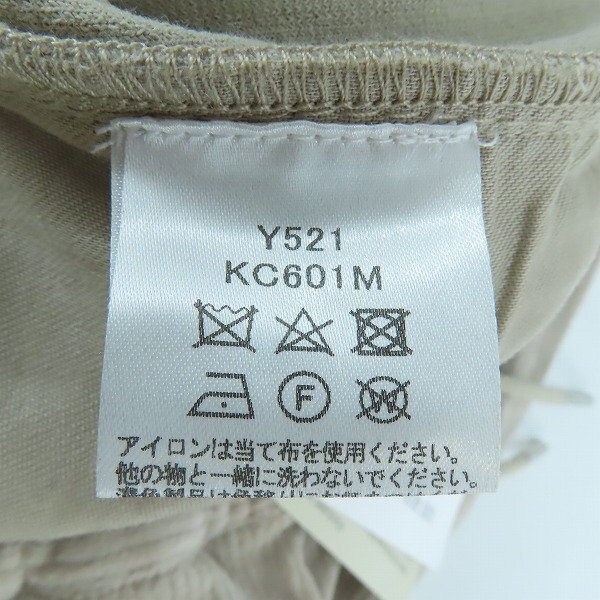 Y521
KC601M
F W
アイロンは当て布を使用ください。
他の物と一緒に洗わないでください。